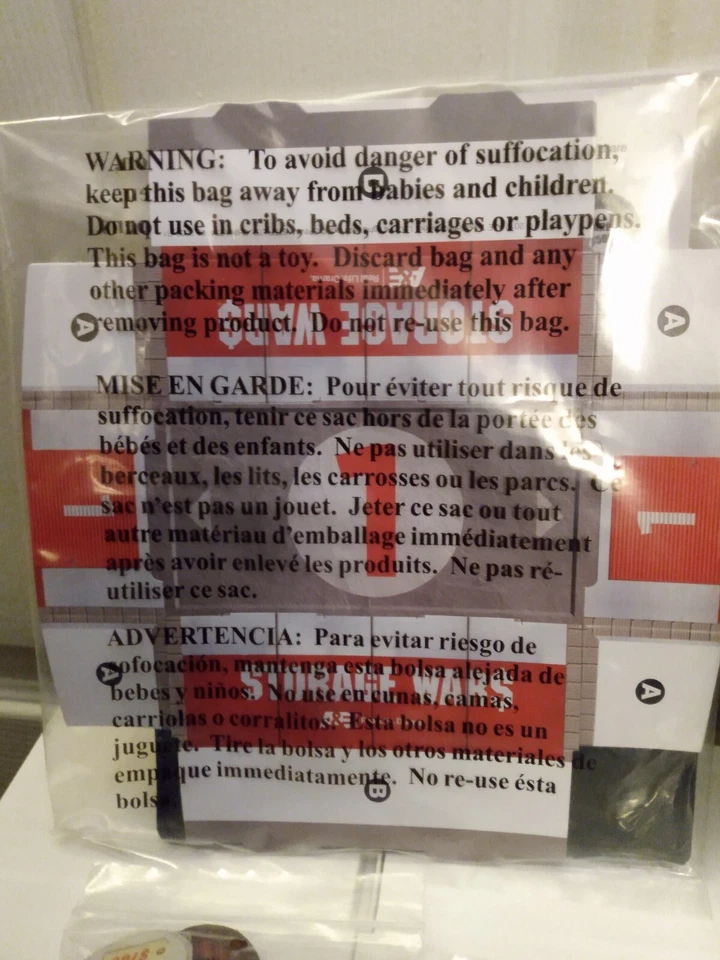 WARNING: To avoid danger of suffocation,
keep this bag away from babies and children.
Do not use in cribs, beds, carriages or playpens.
This bag is not a toy. Discard bag and any
other packing materials immediately after
removing product. Do not re-use this bag.
A&E Real Life. Drama.
STORAGE WAR$
G
A
A
MISE EN GARDE: Pour éviter tout risque de
suffocation, tenir ce sac hors de la portée des
bébés et des enfants. Ne pas utiliser dans les
berceaux, les lits, les carrosses ou les parcs. Ce
sac n'est pas un jouet. Jeter ce sac ou tout
autre matériau d'emballage immédiatement
après avoir enlevé les produits. Ne pas ré-
utiliser ce sac.
1
1
1
ADVERTENCIA: Para evitar riesgo de
sofocación, mantenga esta bolsa alejada de
bebes y niños. No use en cunas, camas,
carriolas o corralitos. Esta bolsa no es un
juguete. Tire la bolsa y los otros materiales de
empaque immediatamente. No re-use ésta
bolsa.
STORAGE WAR$
A&E
A
A
B